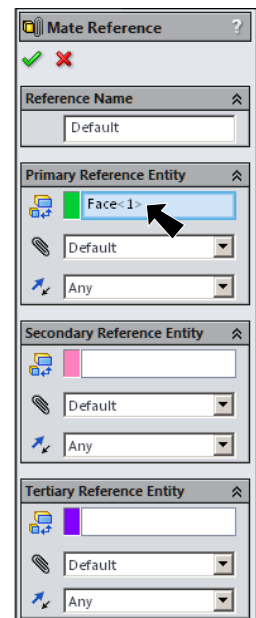 Mate Reference ?
Reference Name
Default
Primary Reference Entity
Face<1>
Default
Any
Secondary Reference Entity
Default
Any
Tertiary Reference Entity
Default
Any